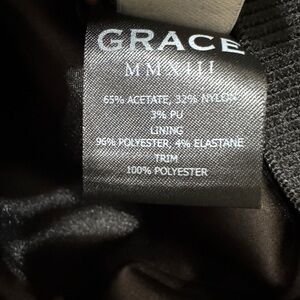 GRACE
MMXIII
65% ACETATE, 32% NYLON
3% PU
LINING
96% POLYESTER, 4% ELASTANE
TRIM
100% POLYESTER